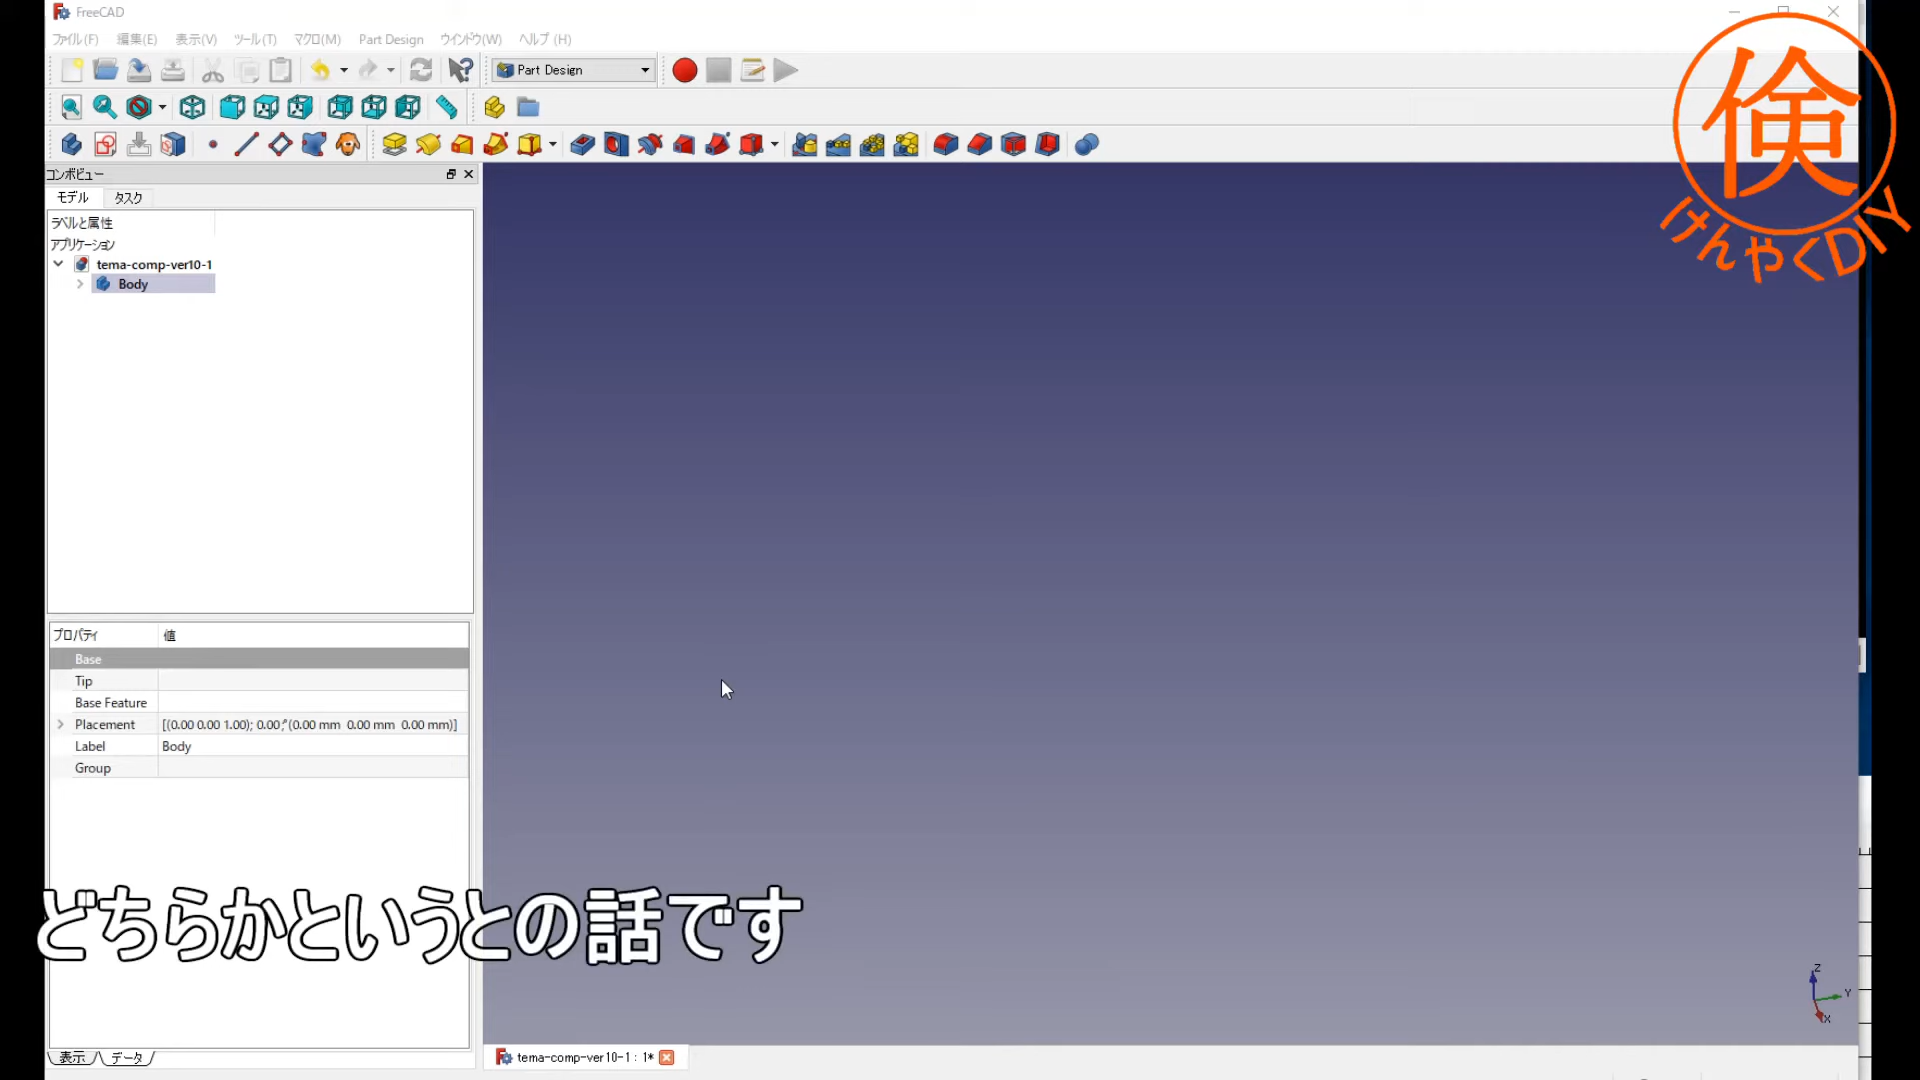 FreeCAD
ファイル(F) 編集(E) 表示(V) ツール(T) マクロ(M) Part Design ウインドウ(W) ヘルプ (H)
Part Design
コンボビュー
モデル タスク
ラベルと属性
アプリケーション
tema-comp-ver10-1
Body
プロパティ 値
Base
Tip
Base Feature
Placement [(0.00 0.00 1.00); 0.00 °; (0.00 mm 0.00 mm 0.00 mm)]
Label Body
Group
表示 データ
tema-comp-ver10-1 : 1*
Z
Y
X
倹
けんやくDIY
どちらかというとの話です